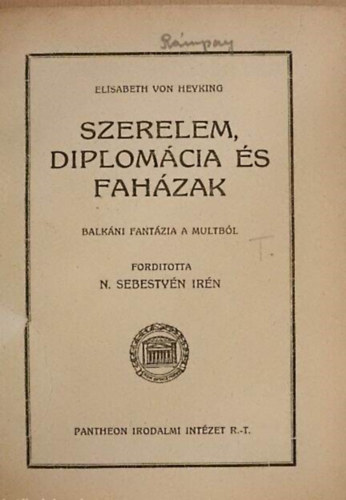 ELISABETH VON HEYKING
SZERELEM,
DIPLOMÁCIA ÉS
FAHÁZAK
BALKÁNI FANTÁZIA A MULTBÓL
T.
FORDITOTTA
N. SEBESTYÉN IRÉN
PANTHEON IRODALMI INTÉZET R.-T.